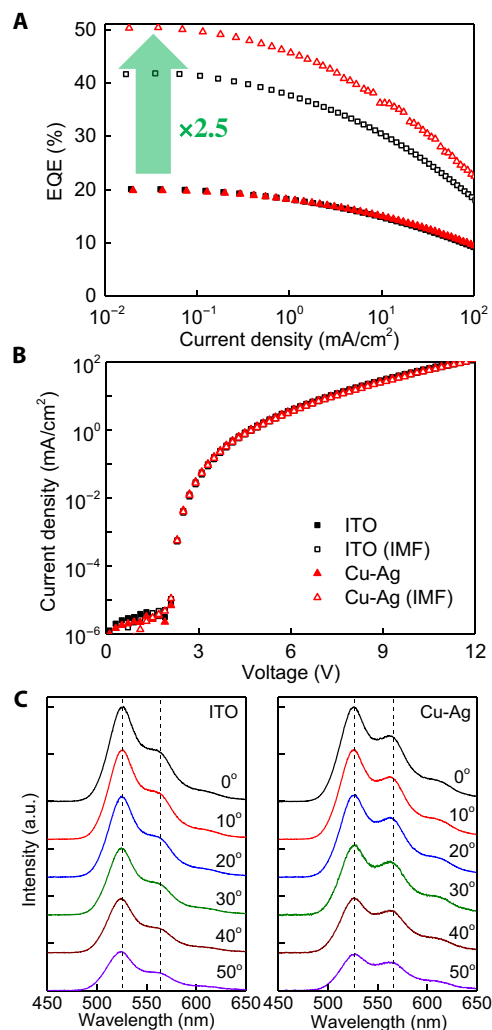 A
50
40
30
20
10
0
EQE (%)
×2.5
10⁻² 10⁻¹ 10⁰ 10¹ 10²
Current density (mA/cm²)
B
10²
10⁰
10⁻²
10⁻⁴
10⁻⁶
Current density (mA/cm²)
ITO
ITO (IMF)
Cu-Ag
Cu-Ag (IMF)
0 3 6 9 12
Voltage (V)
C
Intensity (a.u.)
ITO
0°
10°
20°
30°
40°
50°
450 500 550 600 650
Wavelength (nm)
Cu-Ag
0°
10°
20°
30°
40°
50°
450 500 550 600 650
Wavelength (nm)